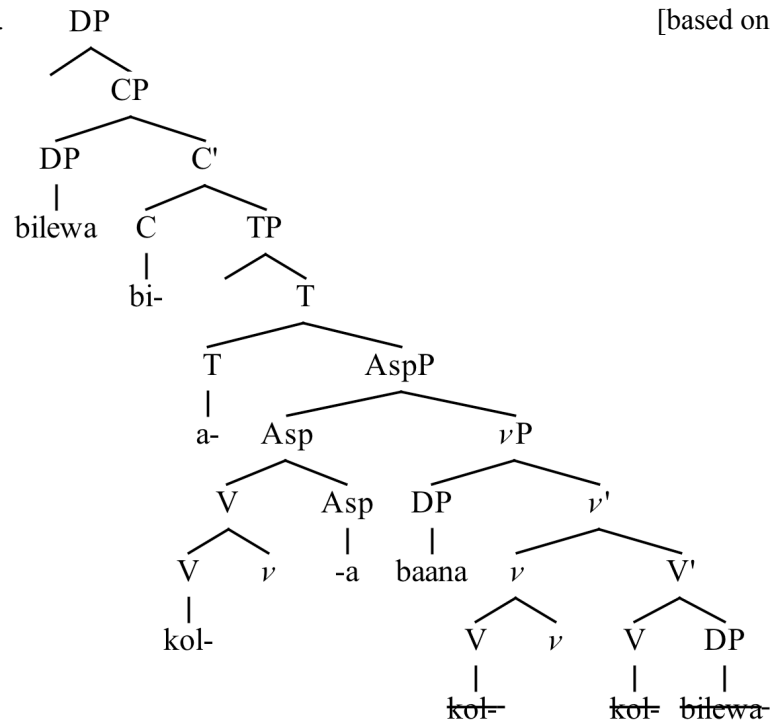 DP [based on
CP
DP C'
bilewa C TP
bi- T
T AspP
a- Asp νP
V Asp DP ν'
V ν -a baana ν V'
kol- V ν V DP
kol- kol- bilewa